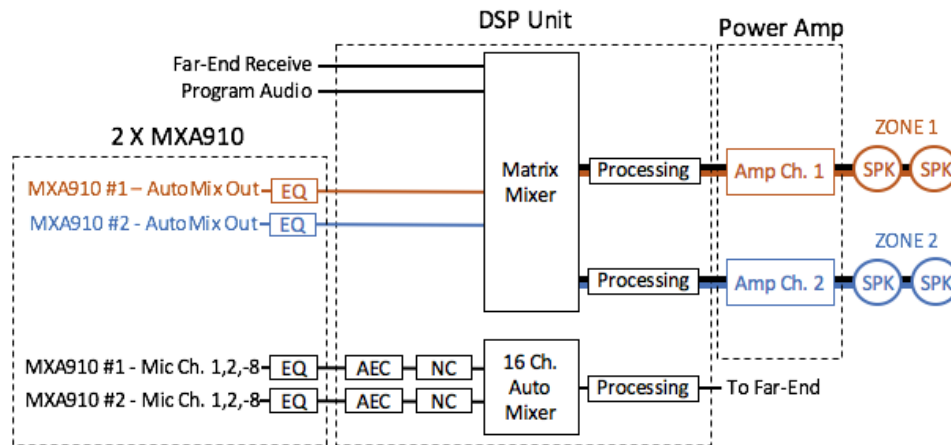 DSP Unit
Power Amp
Far-End Receive
Program Audio
2 X MXA910
ZONE 1
MXA910 #1 – AutoMix Out
EQ
Matrix
Mixer
Processing
Amp Ch. 1
SPK
SPK
MXA910 #2 - AutoMix Out
EQ
ZONE 2
Processing
Amp Ch. 2
SPK
SPK
MXA910 #1 - Mic Ch. 1,2,-8
EQ
AEC
NC
16 Ch.
Auto
Mixer
Processing
To Far-End
MXA910 #2 - Mic Ch. 1,2,-8
EQ
AEC
NC